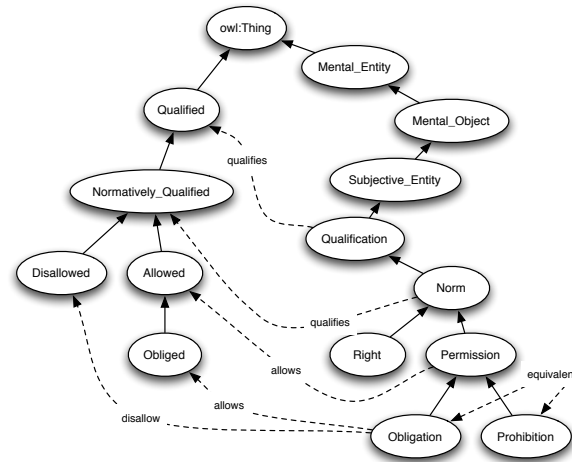 owl:Thing
Mental_Entity
Qualified
Mental_Object
qualifies
Subjective_Entity
Normatively_Qualified
Qualification
Disallowed
Allowed
Norm
qualifies
Obliged
Right
Permission
allows
equivalen
allows
disallow
Obligation
Prohibition